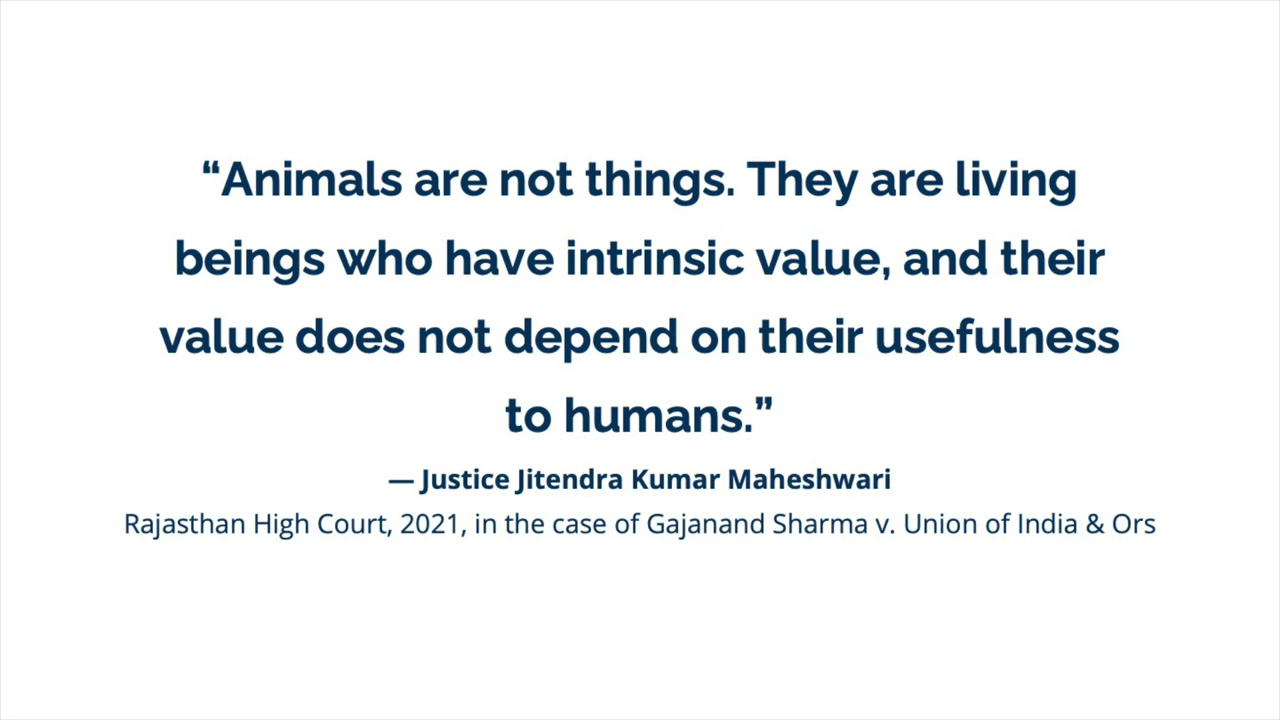 “Animals are not things. They are living
beings who have intrinsic value, and their
value does not depend on their usefulness
to humans.”
— Justice Jitendra Kumar Maheshwari
Rajasthan High Court, 2021, in the case of Gajanand Sharma v. Union of India & Ors